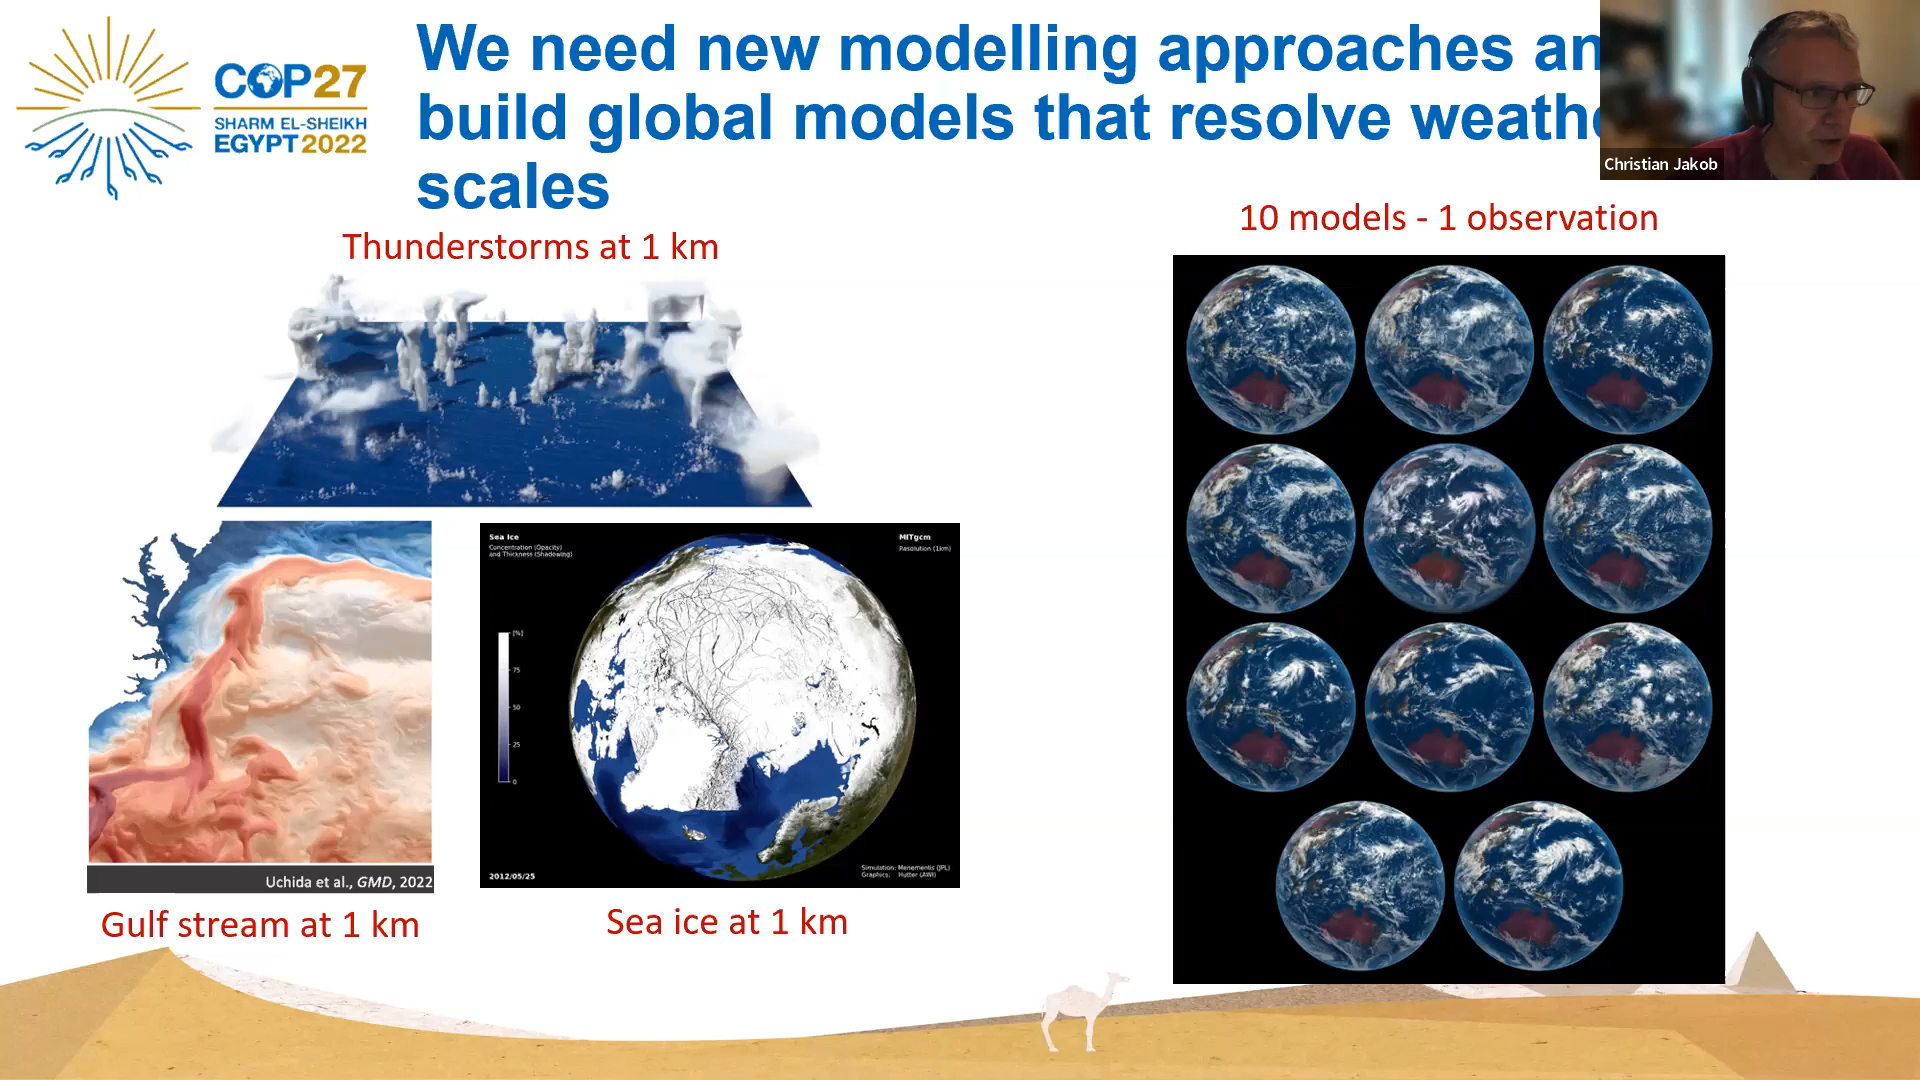 We need new modelling approaches an
build global models that resolve weathe
scales
COP27
SHARM EL-SHEIKH
EGYPT 2022
Christian Jakob
Thunderstorms at 1 km
10 models - 1 observation
Sea Ice
Concentration (Opacity)
and Thickness (Shadowing)
MITgcm
Resolution (1km)
[%]
75
50
25
0
2012/05/25
Simulation: Menemenlis (JPL)
Graphics: Hutter (AWI)
Uchida et al., GMD, 2022
Gulf stream at 1 km
Sea ice at 1 km